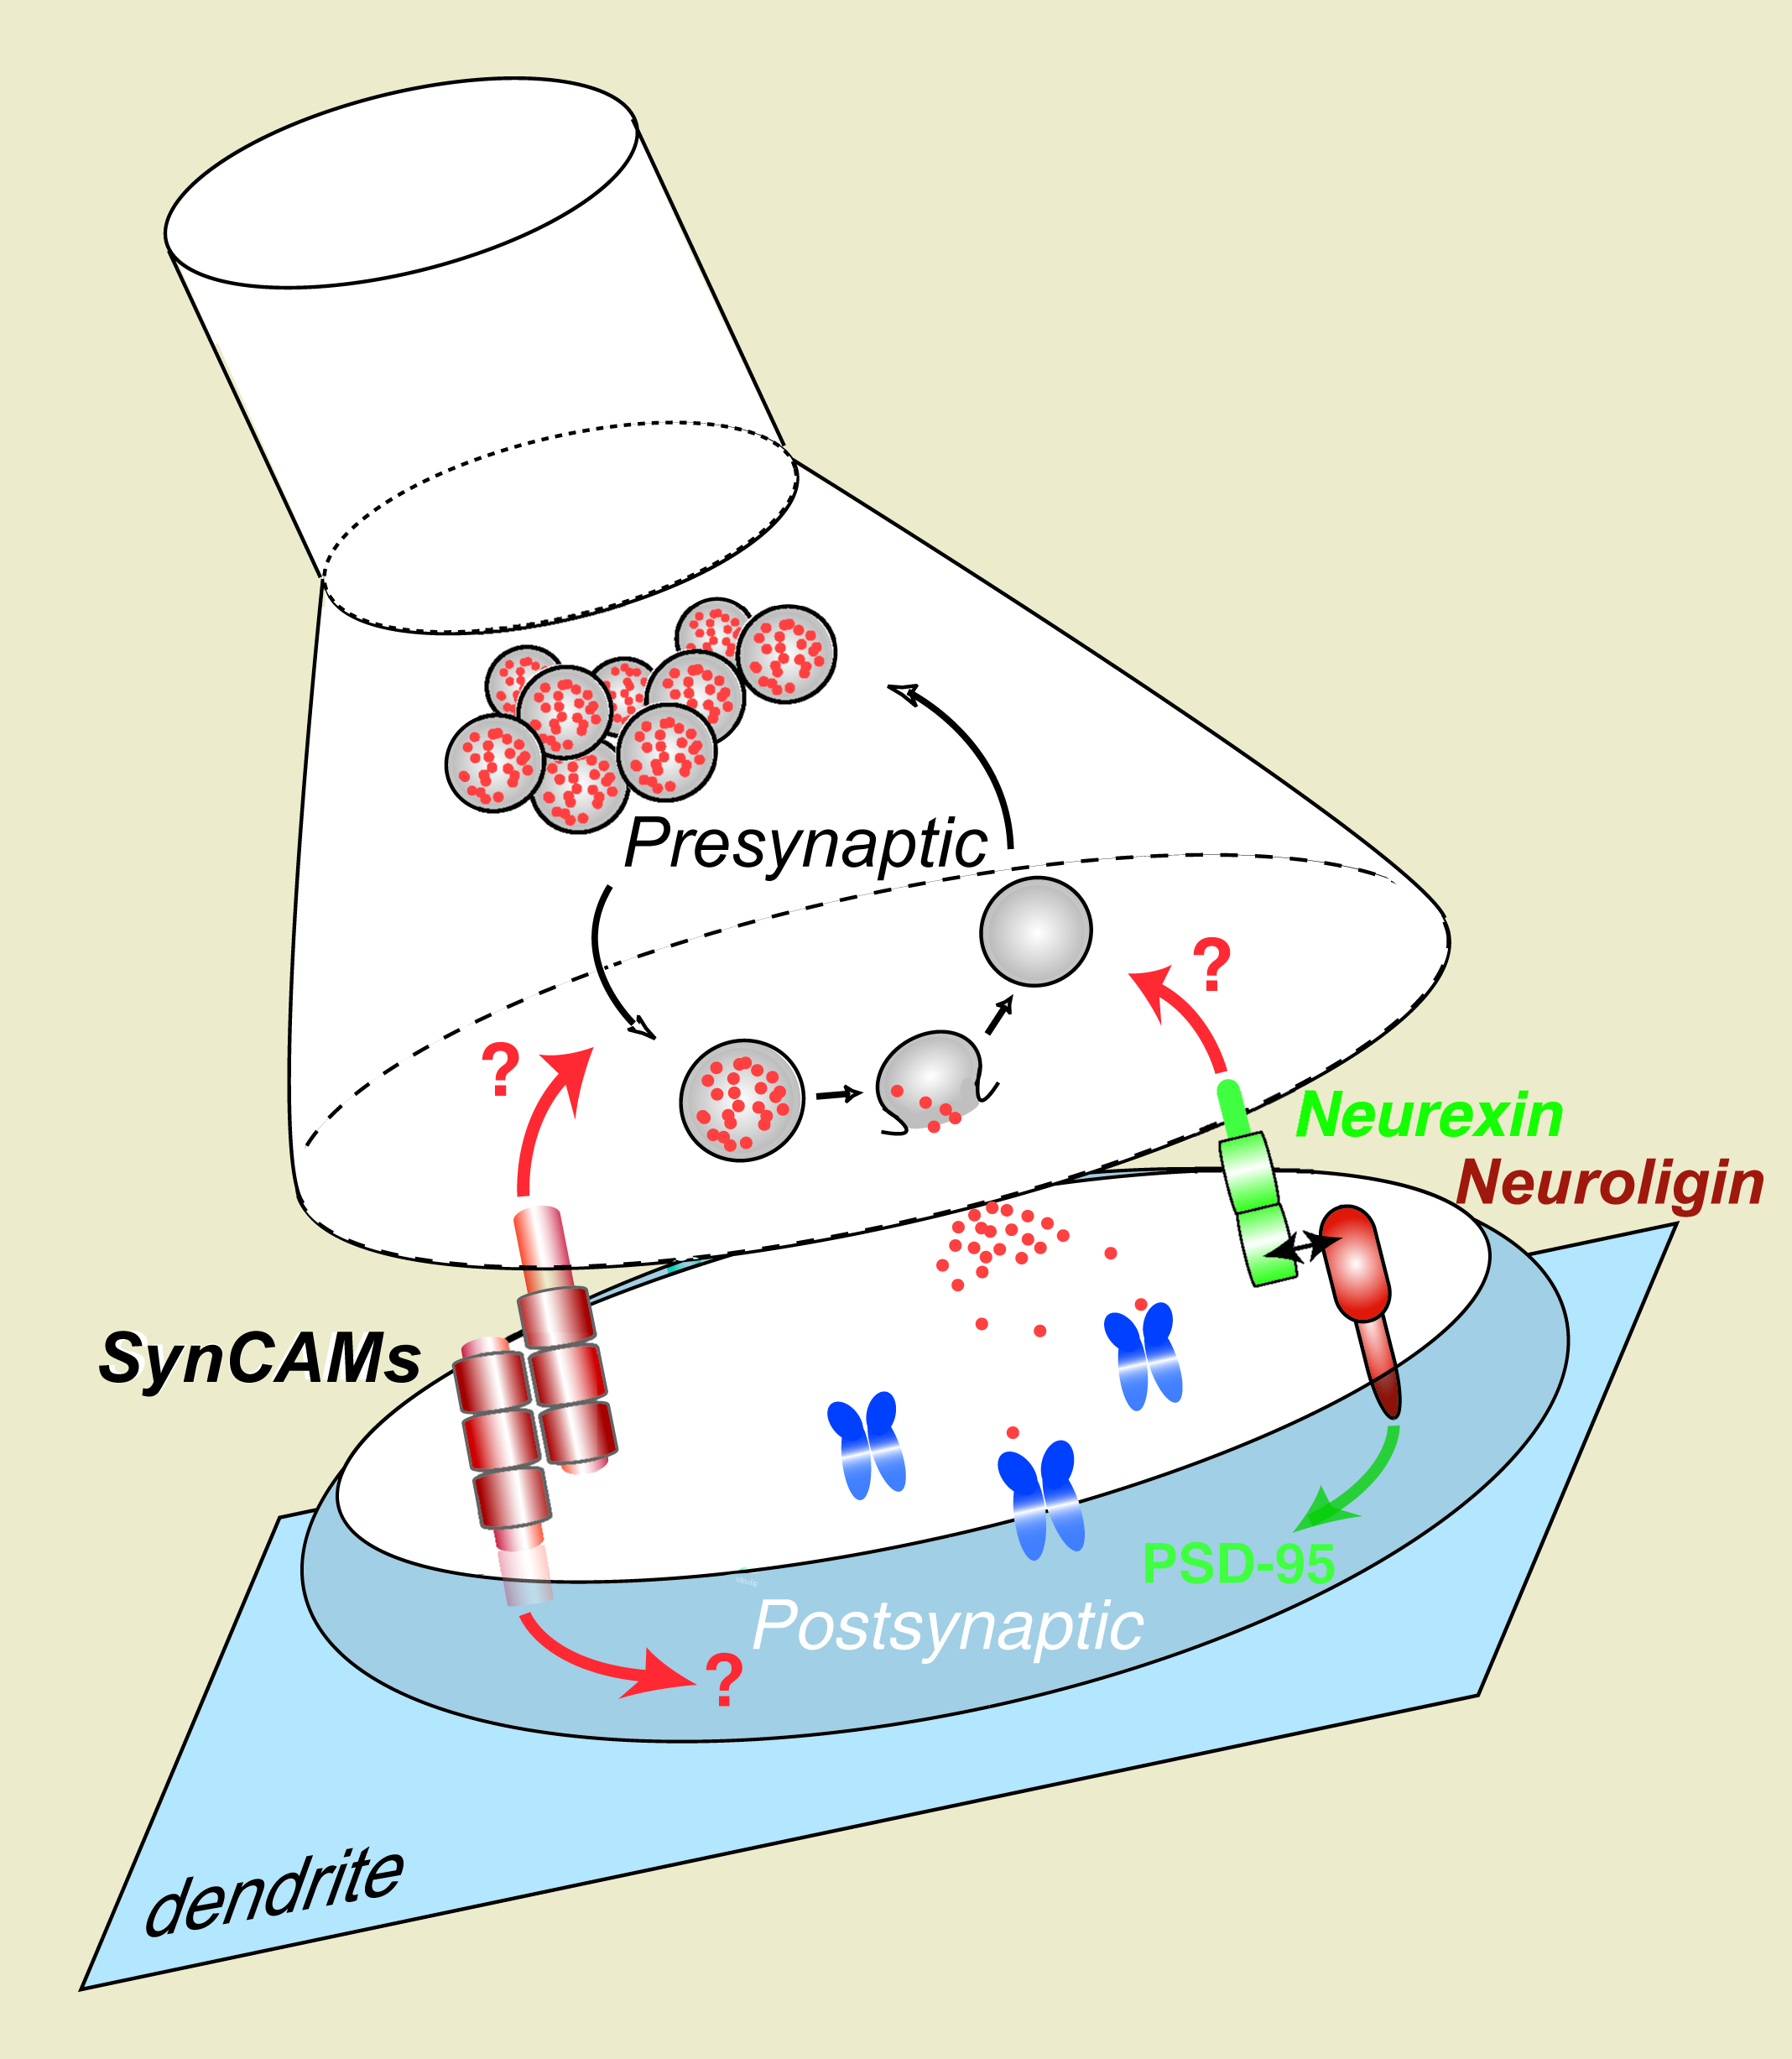 Presynaptic
?
?
Neurexin
Neuroligin
SynCAMs
PSD-95
Postsynaptic
?
dendrite